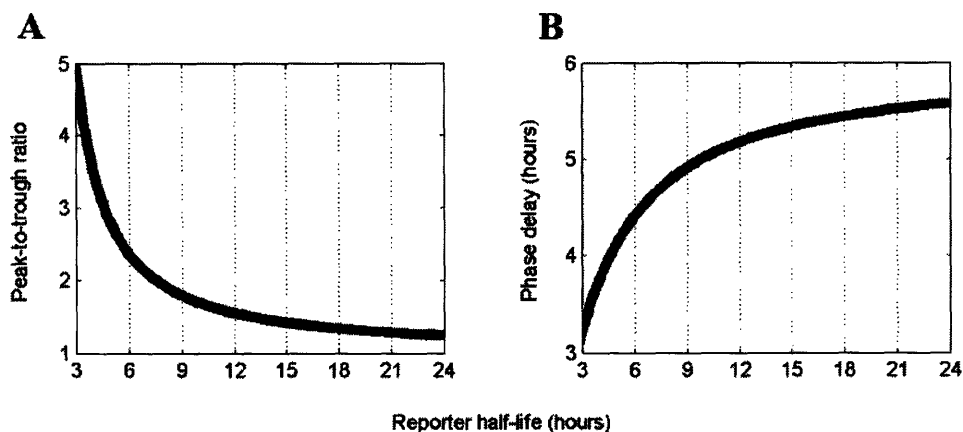 A
B
5
4
3
2
1
Peak-to-trough ratio
3 6 9 12 15 18 21 24
6
5
4
3
Phase delay (hours)
3 6 9 12 15 18 21 24
Reporter half-life (hours)